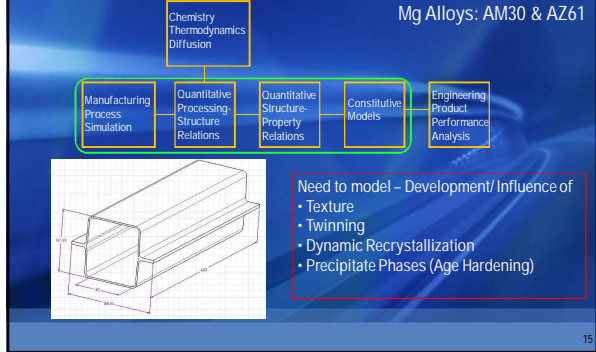 Mg Alloys: AM30 & AZ61
Chemistry
Thermodynamics
Diffusion
Manufacturing
Process
Simulation
Quantitative
Processing-
Structure
Relations
Quantitative
Structure-
Property
Relations
Constitutive
Models
Engineering
Product
Performance
Analysis
Need to model – Development/ Influence of
• Texture
• Twinning
• Dynamic Recrystallization
• Precipitate Phases (Age Hardening)
15